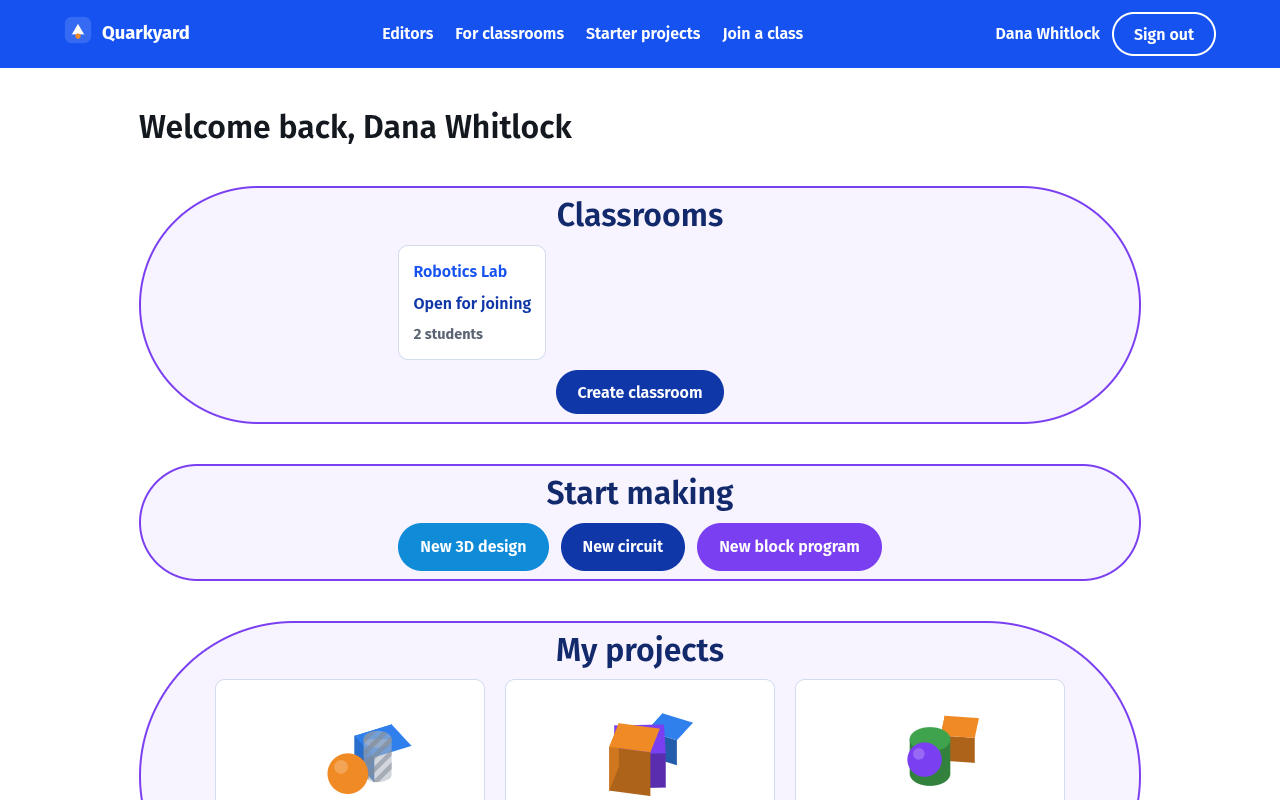 Quarkyard
Editors
For classrooms
Starter projects
Join a class
Dana Whitlock
Sign out
Welcome back, Dana Whitlock
Classrooms
Robotics Lab
Open for joining
2 students
Create classroom
Start making
New 3D design
New circuit
New block program
My projects